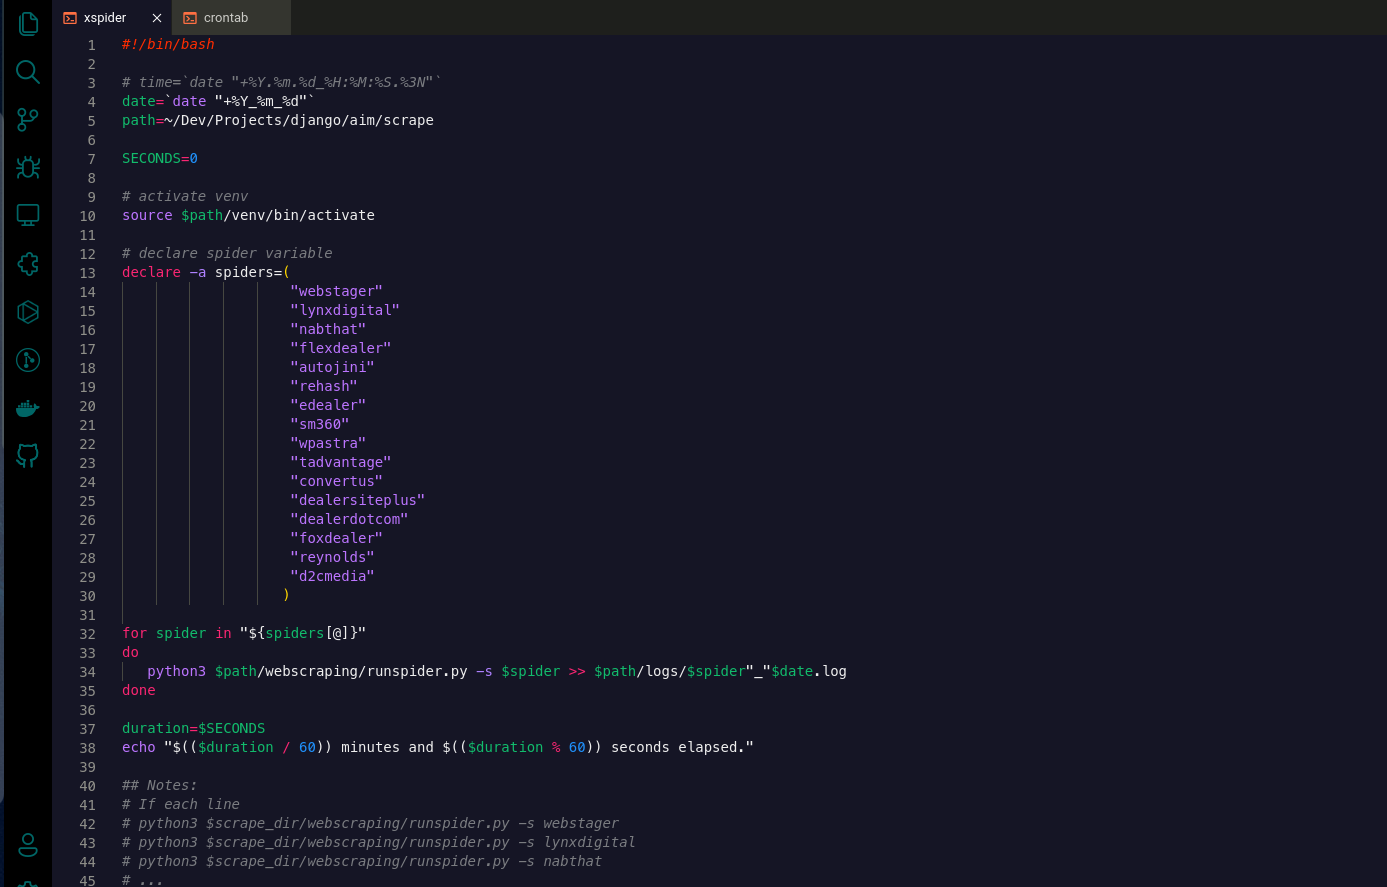 xspider
crontab
1 #!/bin/bash
2
3 # time=`date "+%Y.%m.%d_%H:%M:%S.%3N"`
4 date=`date "+%Y_%m_%d"`
5 path=~/Dev/Projects/django/aim/scrape
6
7 SECONDS=0
8
9 # activate venv
10 source $path/venv/bin/activate
11
12 # declare spider variable
13 declare -a spiders=(
14 "webstager"
15 "lynxdigital"
16 "nabthat"
17 "flexdealer"
18 "autojini"
19 "rehash"
20 "edealer"
21 "sm360"
22 "wpastra"
23 "tadvantage"
24 "convertus"
25 "dealersiteplus"
26 "dealerdotcom"
27 "foxdealer"
28 "reynolds"
29 "d2cmedia"
30 )
31
32 for spider in "${spiders[@]}"
33 do
34 python3 $path/webscraping/runspider.py -s $spider >> $path/logs/$spider"_"$date.log
35 done
36
37 duration=$SECONDS
38 echo "$(($duration / 60)) minutes and $(($duration % 60)) seconds elapsed."
39
40 ## Notes:
41 # If each line
42 # python3 $scrape_dir/webscraping/runspider.py -s webstager
43 # python3 $scrape_dir/webscraping/runspider.py -s lynxdigital
44 # python3 $scrape_dir/webscraping/runspider.py -s nabthat
45 # ...